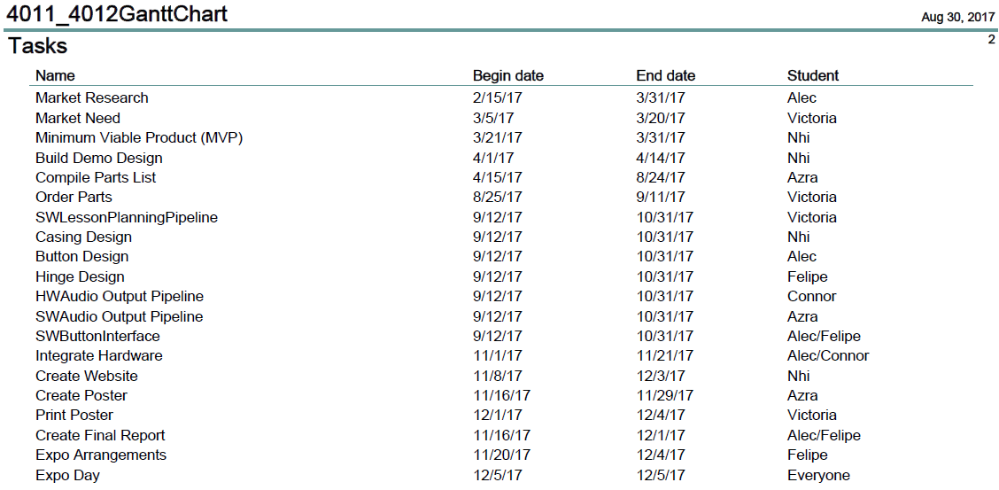 4011_4012GanttChart Aug 30, 2017
2
Tasks
Name Begin date End date Student
Market Research 2/15/17 3/31/17 Alec
Market Need 3/5/17 3/20/17 Victoria
Minimum Viable Product (MVP) 3/21/17 3/31/17 Nhi
Build Demo Design 4/1/17 4/14/17 Nhi
Compile Parts List 4/15/17 8/24/17 Azra
Order Parts 8/25/17 9/11/17 Victoria
SWLessonPlanningPipeline 9/12/17 10/31/17 Victoria
Casing Design 9/12/17 10/31/17 Nhi
Button Design 9/12/17 10/31/17 Alec
Hinge Design 9/12/17 10/31/17 Felipe
HWAudio Output Pipeline 9/12/17 10/31/17 Connor
SWAudio Output Pipeline 9/12/17 10/31/17 Azra
SWButtonInterface 9/12/17 10/31/17 Alec/Felipe
Integrate Hardware 11/1/17 11/21/17 Alec/Connor
Create Website 11/8/17 12/3/17 Nhi
Create Poster 11/16/17 11/29/17 Azra
Print Poster 12/1/17 12/4/17 Victoria
Create Final Report 11/16/17 12/1/17 Alec/Felipe
Expo Arrangements 11/20/17 12/4/17 Felipe
Expo Day 12/5/17 12/5/17 Everyone